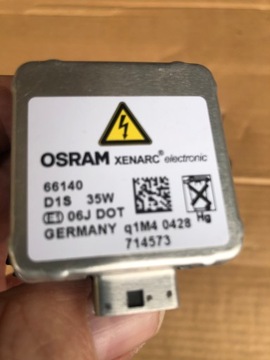 OSRAM XENARC® electronic
66140
D1S 35W
E1 06J DOT
GERMANY q1M4 0428
Hg
714573